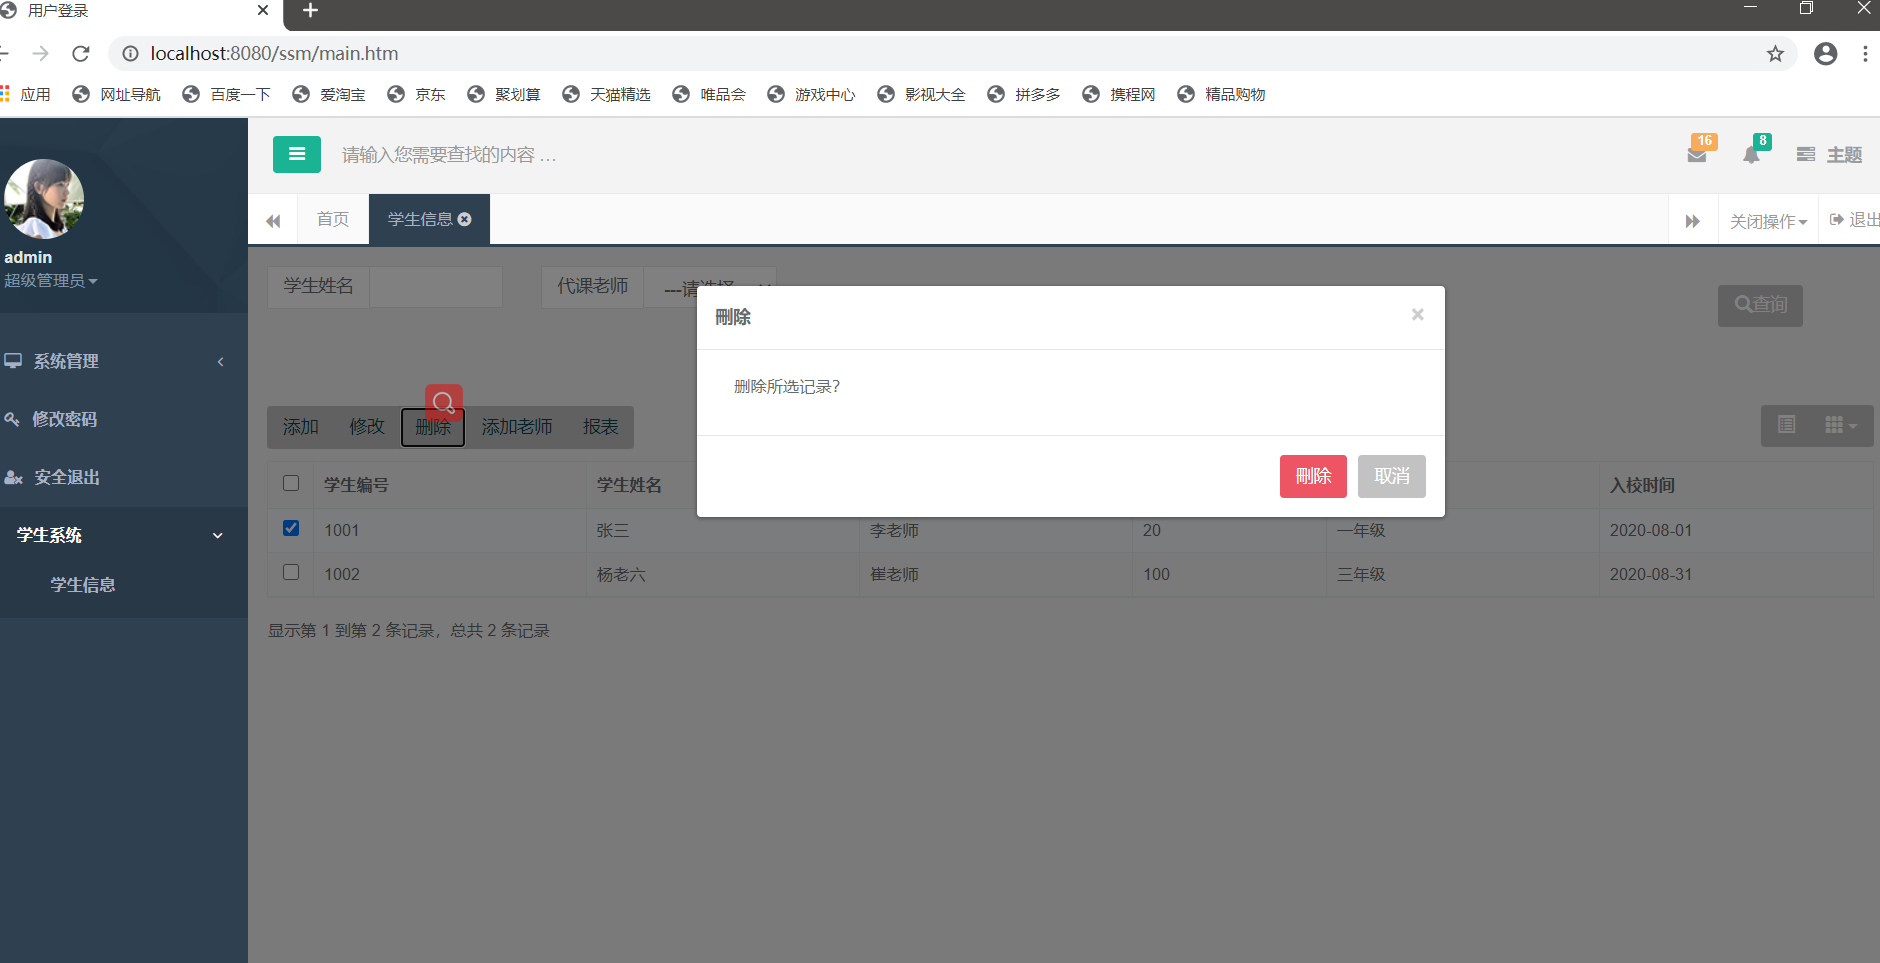 用户登录
localhost:8080/ssm/main.htm
应用 网址导航 百度一下 爱淘宝 京东 聚划算 天猫精选 唯品会 游戏中心 影视大全 拼多多 携程网 精品购物
请输入您需要查找的内容 … 16 8 主题
首页 学生信息 关闭操作 退出
admin
超级管理员
系统管理
修改密码
安全退出
学生系统
学生信息
学生姓名 代课老师 ---请选择 查询
刪除
删除所选记录?
刪除 取消
添加 修改 删除 添加老师 报表
学生编号 学生姓名 入校时间
1001 张三 李老师 20 一年级 2020-08-01
1002 杨老六 崔老师 100 三年级 2020-08-31
显示第 1 到第 2 条记录，总共 2 条记录